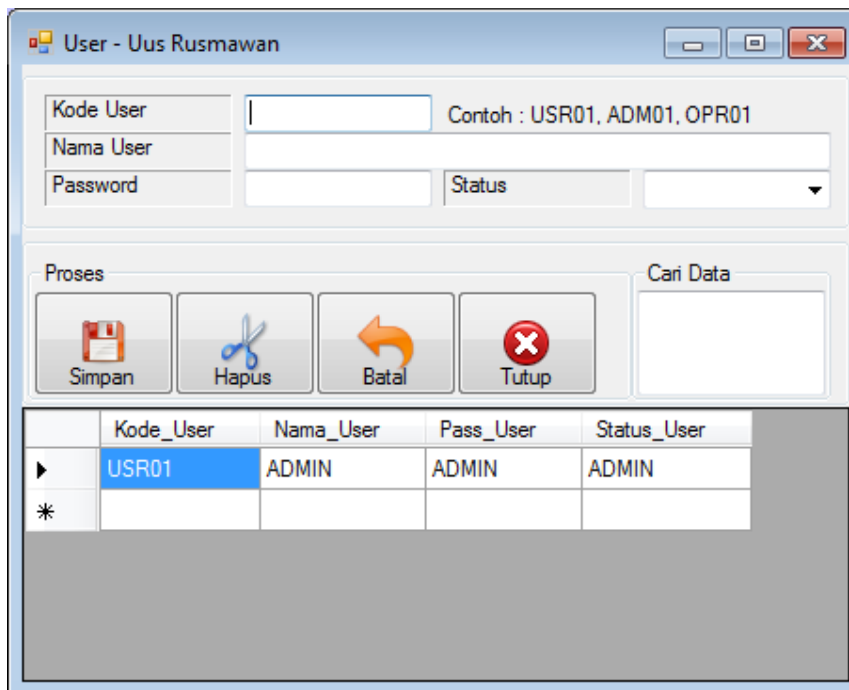 User - Uus Rusmawan
Kode User Contoh : USR01, ADM01, OPR01
Nama User
Password Status
Proses Cari Data
Simpan Hapus Batal Tutup
Kode_User Nama_User Pass_User Status_User
USR01 ADMIN ADMIN ADMIN